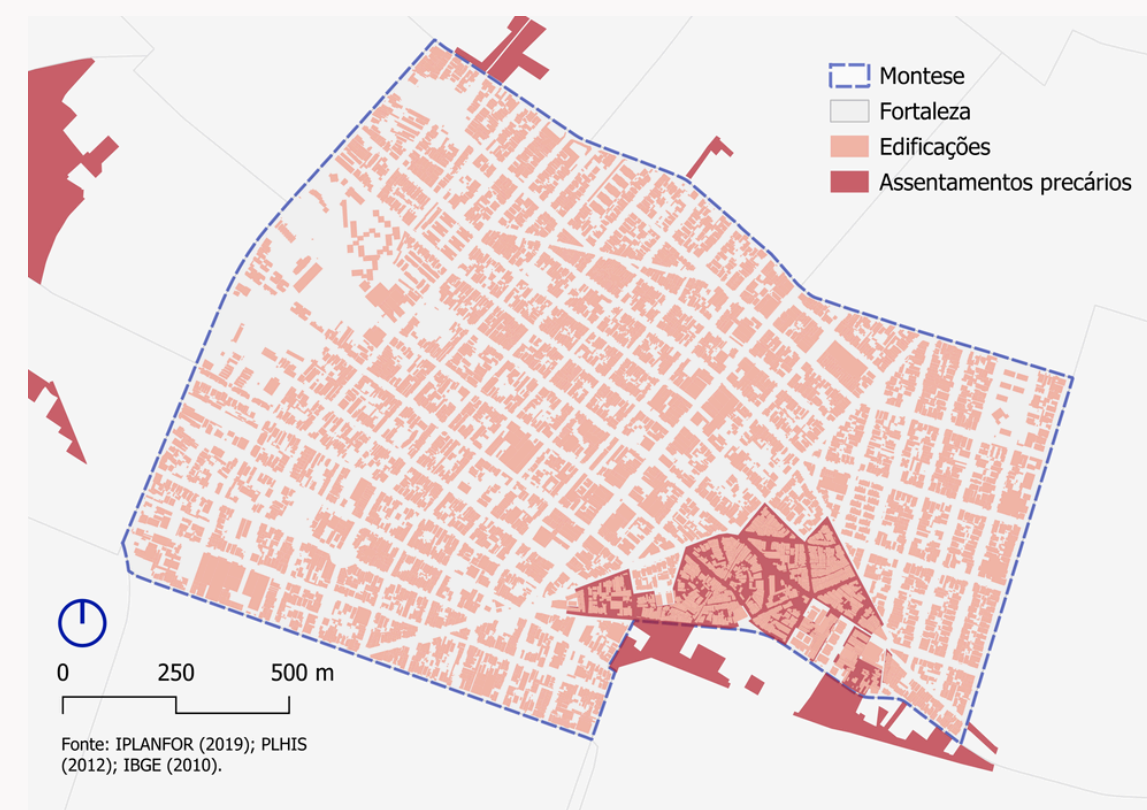 Montese
Fortaleza
Edificações
Assentamentos precários
0 250 500 m
Fonte: IPLANFOR (2019); PLHIS
(2012); IBGE (2010).